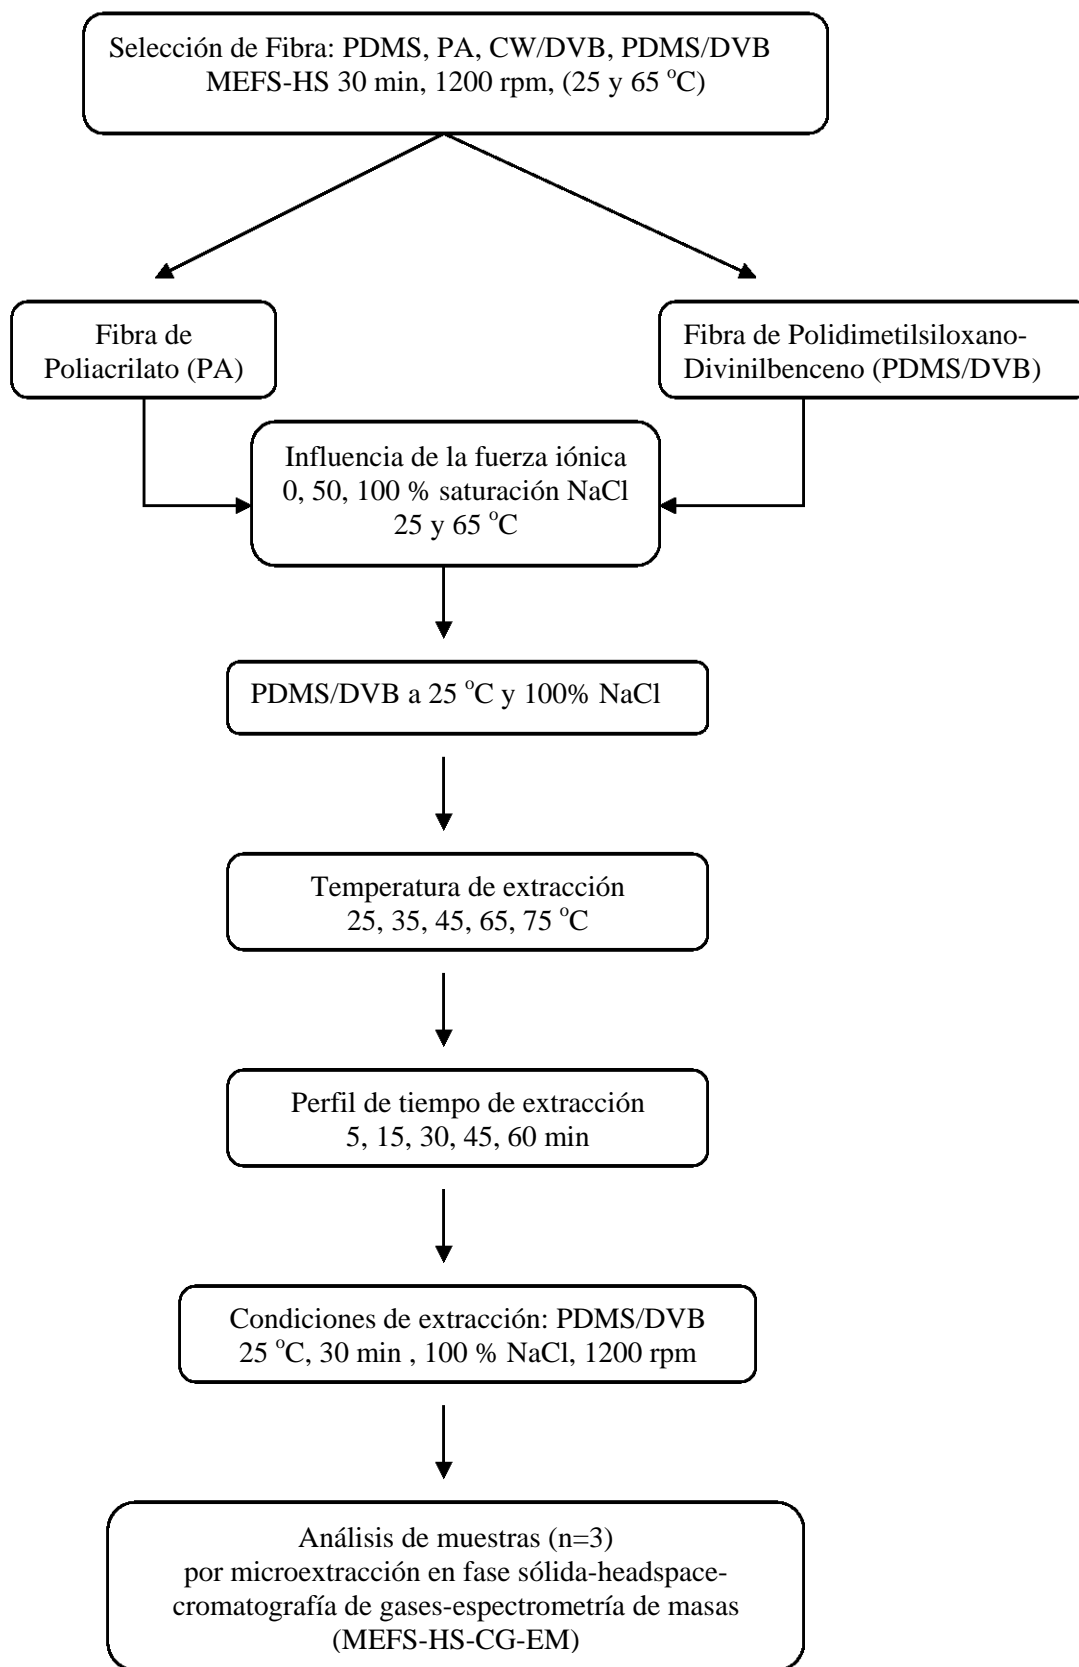 Selección de Fibra: PDMS, PA, CW/DVB, PDMS/DVB
MEFS-HS 30 min, 1200 rpm, (25 y 65 °C)
Fibra de
Poliacrilato (PA)
Fibra de Polidimetilsiloxano-
Divinilbenceno (PDMS/DVB)
Influencia de la fuerza iónica
0, 50, 100 % saturación NaCl
25 y 65 °C
PDMS/DVB a 25 °C y 100% NaCl
Temperatura de extracción
25, 35, 45, 65, 75 °C
Perfil de tiempo de extracción
5, 15, 30, 45, 60 min
Condiciones de extracción: PDMS/DVB
25 °C, 30 min , 100 % NaCl, 1200 rpm
Análisis de muestras (n=3)
por microextracción en fase sólida-headspace-
cromatografía de gases-espectrometría de masas
(MEFS-HS-CG-EM)